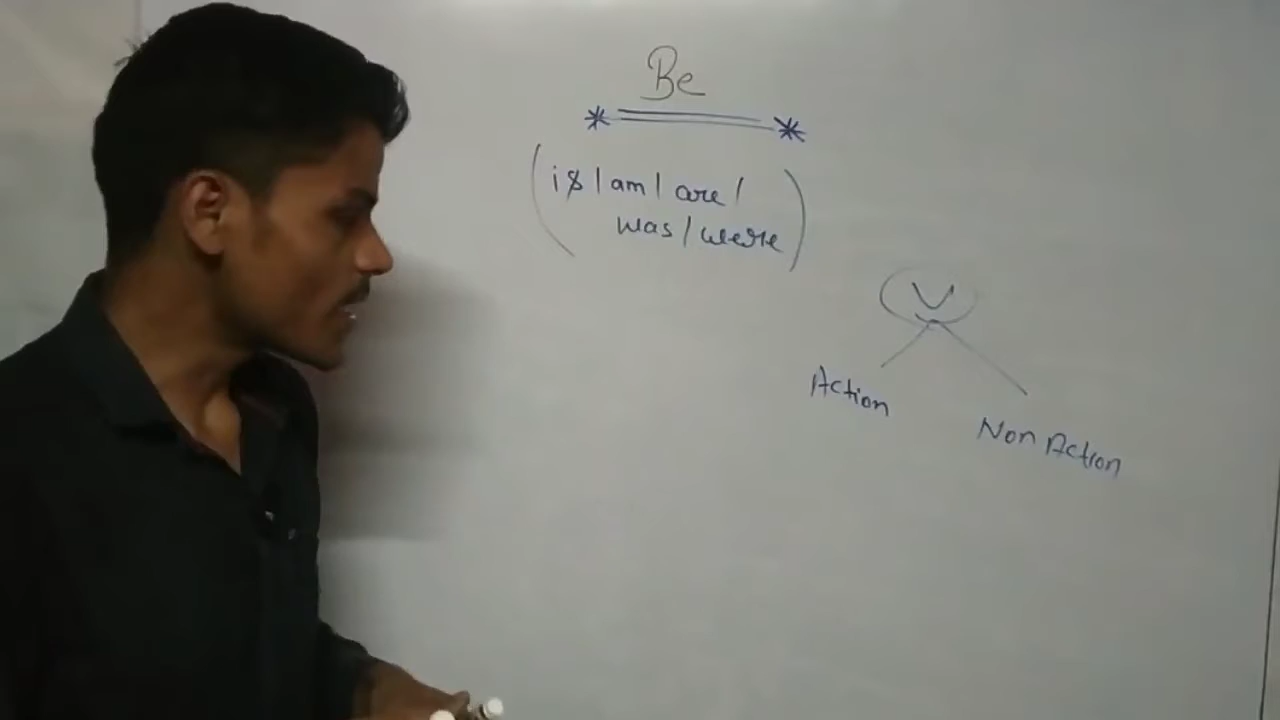 Be
(is/am/are/
was/were)
V
Action
Non Action